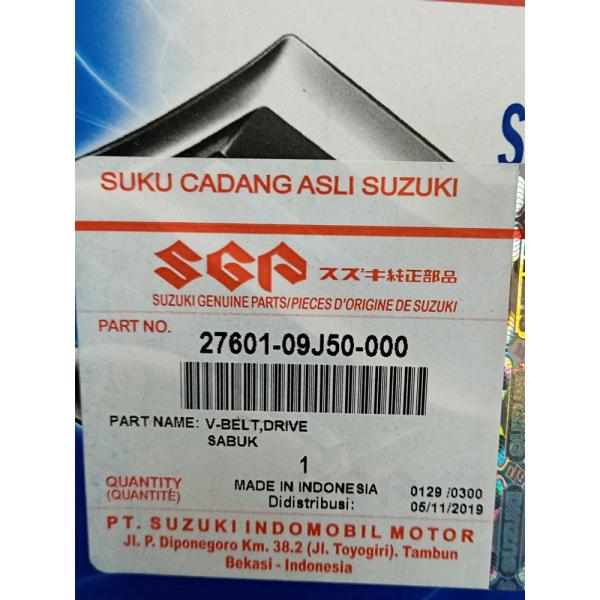 S
SUKU CADANG ASLI SUZUKI
SGP スズキ純正部品
SUZUKI GENUINE PARTS/PIECES D'ORIGINE DE SUZUKI
PART NO. 27601-09J50-000
PART NAME: V-BELT,DRIVE
SABUK
1
QUANTITY
(QUANTITÉ)
MADE IN INDONESIA 0129 /0300
Didistribusi: 05/11/2019
PT. SUZUKI INDOMOBIL MOTOR
Jl. P. Diponegoro Km. 38.2 (Jl. Toyogiri). Tambun
Bekasi - Indonesia
SUZUKI